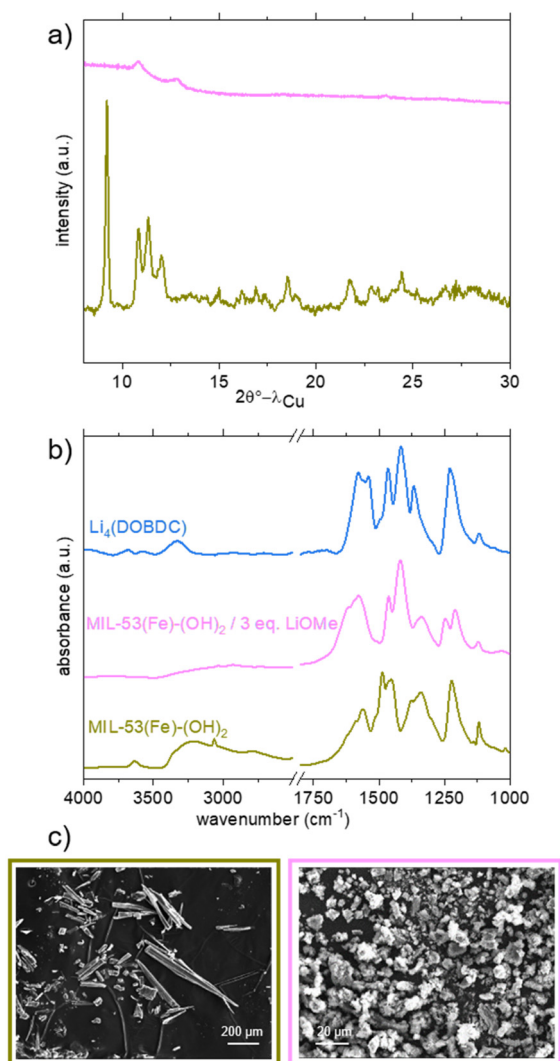 a)
intensity (a.u.)
10 15 20 25 30
2θ°–λCu
b)
absorbance (a.u.)
Li₄(DOBDC)
MIL-53(Fe)-(OH)₂ / 3 eq. LiOMe
MIL-53(Fe)-(OH)₂
4000 3500 3000 1750 1500 1250 1000
wavenumber (cm⁻¹)
c)
200 µm
20 µm